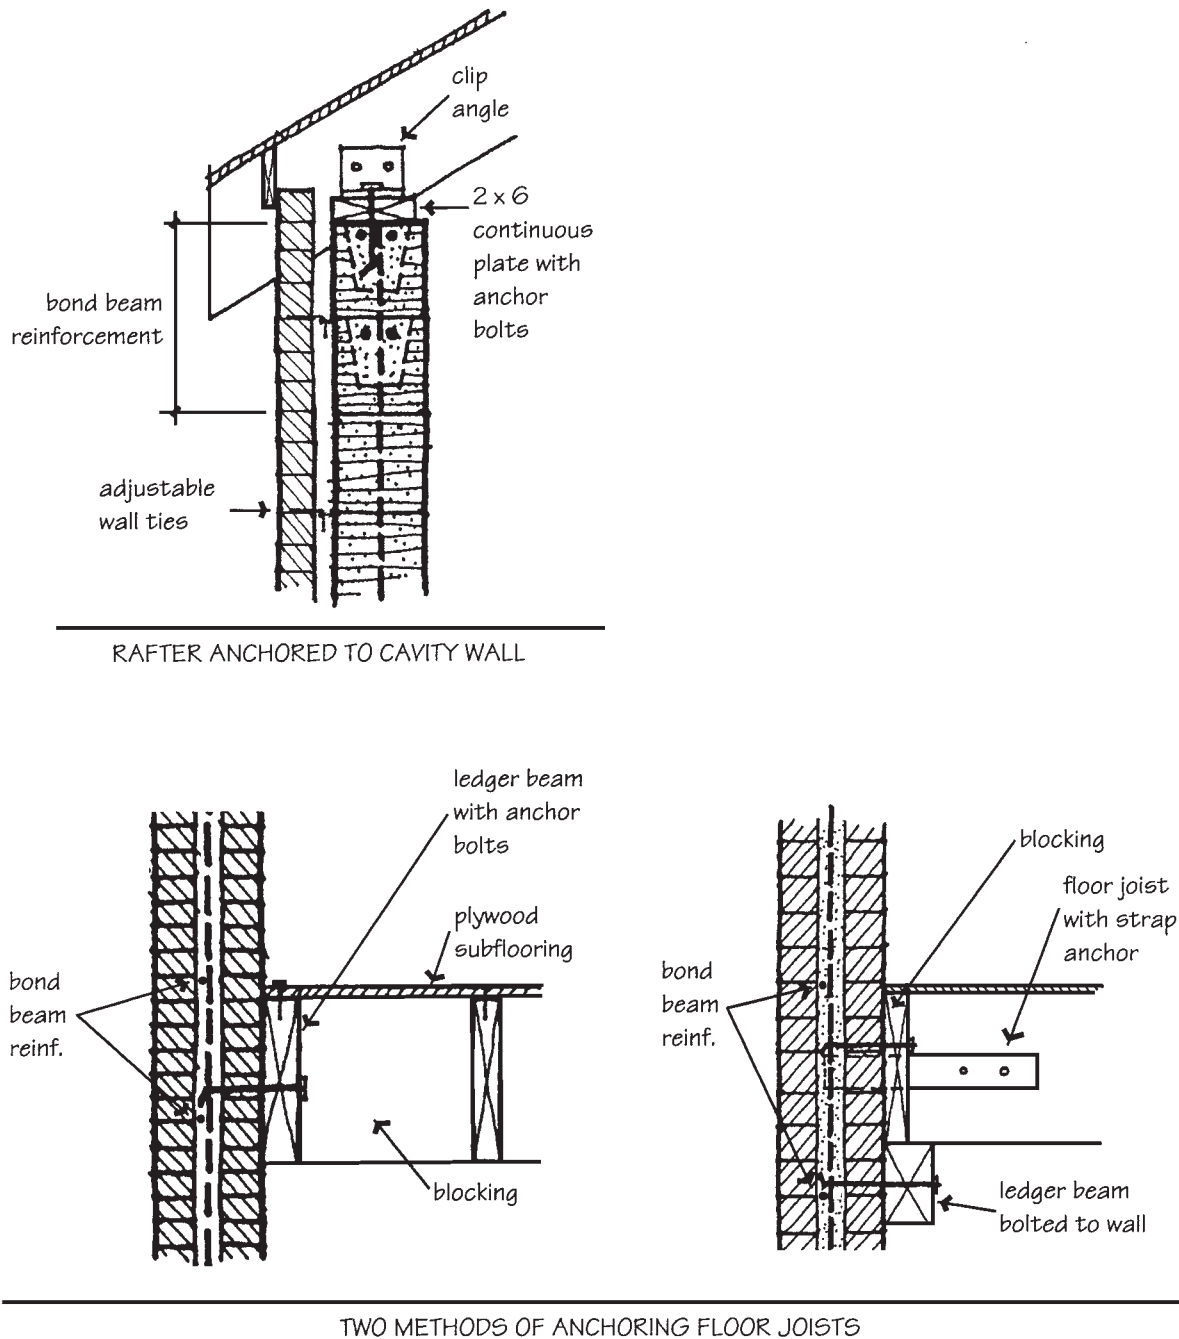 clip
angle
2 x 6
continuous
plate with
anchor
bolts
bond beam
reinforcement
adjustable
wall ties
RAFTER ANCHORED TO CAVITY WALL
ledger beam
with anchor
bolts
plywood
subflooring
bond
beam
reinf.
blocking
blocking
floor joist
with strap
anchor
bond
beam
reinf.
ledger beam
bolted to wall
TWO METHODS OF ANCHORING FLOOR JOISTS